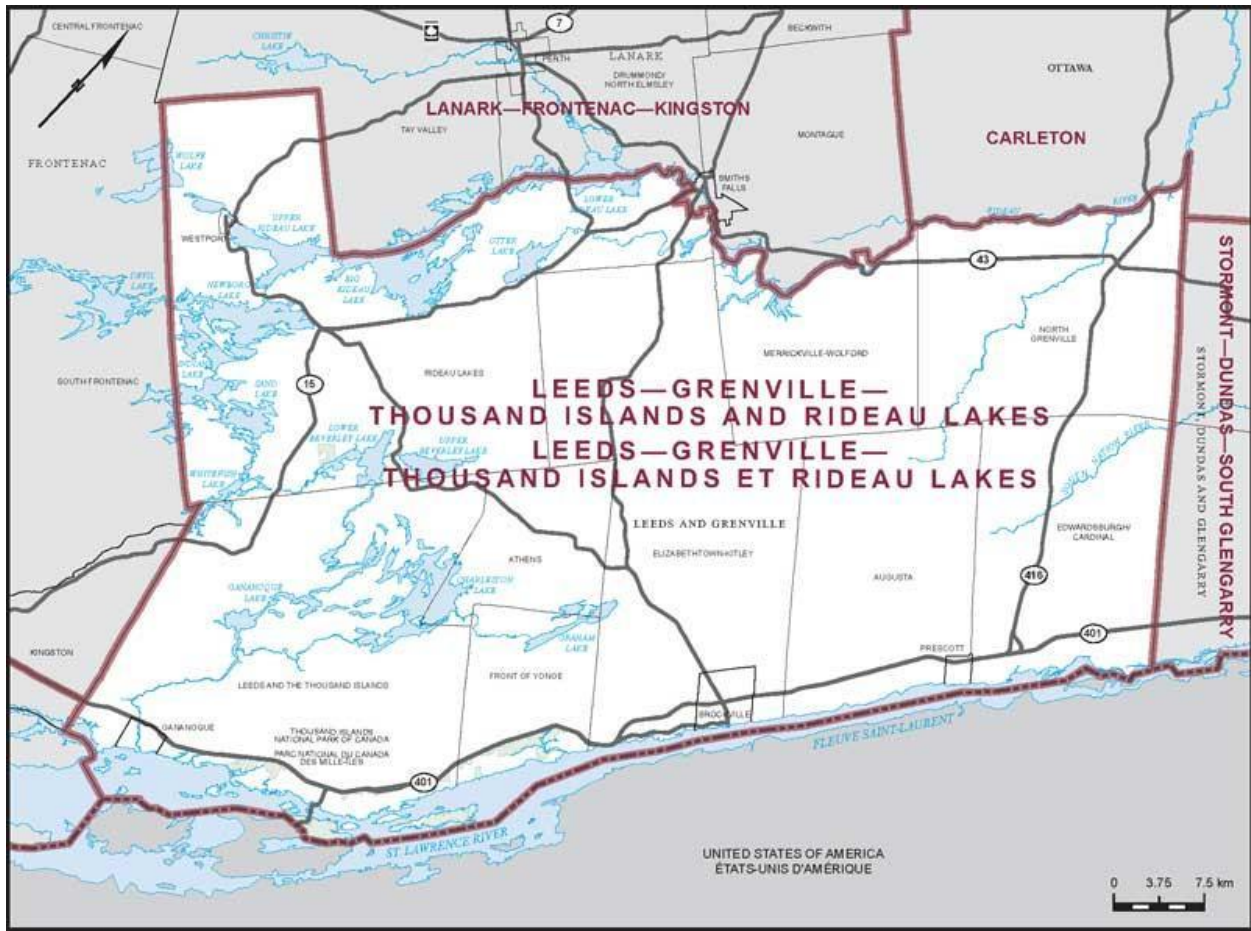 CENTRAL FRONTENAC
CHRISTIE
LAKE
7
BECKWITH
PERTH
LANARK
DRUMMOND/
NORTH ELMSLEY
OTTAWA
LANARK—FRONTENAC—KINGSTON
TAY VALLEY
MONTAGUE
CARLETON
FRONTENAC
WOLFE
LAKE
SMITHS
FALLS
LOWER
RIDEAU LAKE
RIDEAU
RIVER
UPPER
RIDEAU LAKE
WESTPORT
OTTER
LAKE
43
DEVIL
LAKE
NEWBORO
LAKE
BIG
RIDEAU
LAKE
NORTH
GRENVILLE
MERRICKVILLE-WOLFORD
SOUTH FRONTENAC
SAND
LAKE
15
RIDEAU LAKES
LEEDS—GRENVILLE—
THOUSAND ISLANDS AND RIDEAU LAKES
LEEDS—GRENVILLE—
THOUSAND ISLANDS ET RIDEAU LAKES
LOWER
BEVERLEY LAKE
UPPER
BEVERLEY LAKE
WHITEFISH
LAKE
SOUTH NATION RIVER
STORMONT, DUNDAS AND GLENGARRY
STORMONT—DUNDAS—SOUTH GLENGARRY
LEEDS AND GRENVILLE
ELIZABETHTOWN-KITLEY
EDWARDSBURGH/
CARDINAL
ATHENS
AUGUSTA
416
GANANOQUE
LAKE
CHARLESTON
LAKE
GRAHAM
LAKE
401
PRESCOTT
KINGSTON
LEEDS AND THE THOUSAND ISLANDS
FRONT OF YONGE
BROCKVILLE
GANANOQUE
THOUSAND ISLANDS
NATIONAL PARK OF CANADA
PARC NATIONAL DU CANADA
DES MILLE-ÎLES
FLEUVE SAINT-LAURENT
401
ST. LAWRENCE RIVER
UNITED STATES OF AMERICA
ÉTATS-UNIS D'AMÉRIQUE
0 3.75 7.5 km